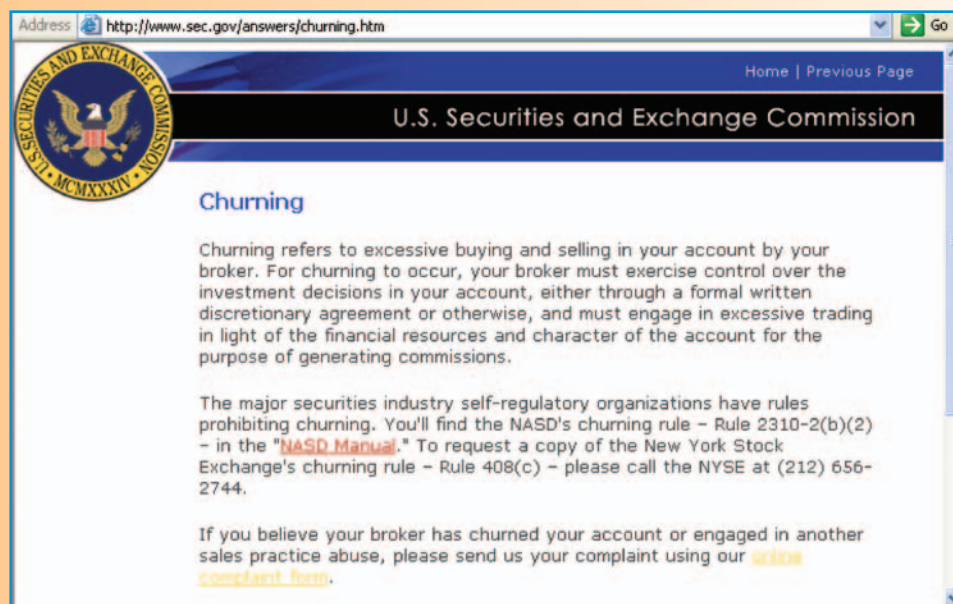 Address http://www.sec.gov/answers/churning.htm Go
Home | Previous Page
U.S. SECURITIES AND EXCHANGE COMMISSION
MCMXXXIV
U.S. Securities and Exchange Commission
Churning
Churning refers to excessive buying and selling in your account by your
broker. For churning to occur, your broker must exercise control over the
investment decisions in your account, either through a formal written
discretionary agreement or otherwise, and must engage in excessive trading
in light of the financial resources and character of the account for the
purpose of generating commissions.
The major securities industry self-regulatory organizations have rules
prohibiting churning. You'll find the NASD's churning rule – Rule 2310-2(b)(2)
– in the "NASD Manual." To request a copy of the New York Stock
Exchange's churning rule – Rule 408(c) – please call the NYSE at (212) 656-
2744.
If you believe your broker has churned your account or engaged in another
sales practice abuse, please send us your complaint using our online
complaint form.